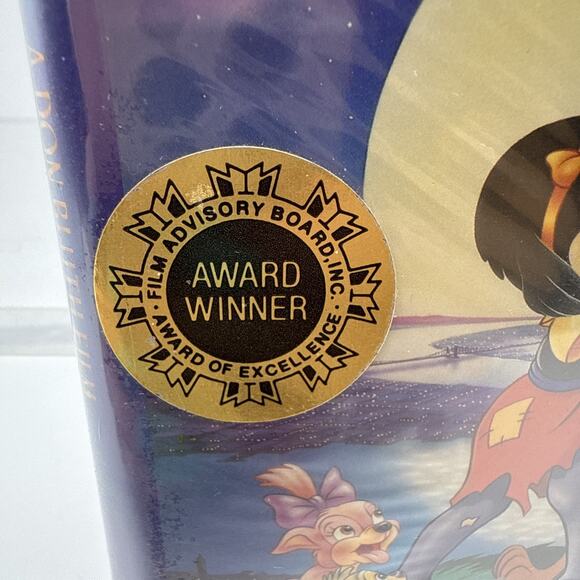 A DON BLUTH FILM
· FILM ADVISORY BOARD, INC. ·
AWARD
WINNER
AWARD OF EXCELLENCE